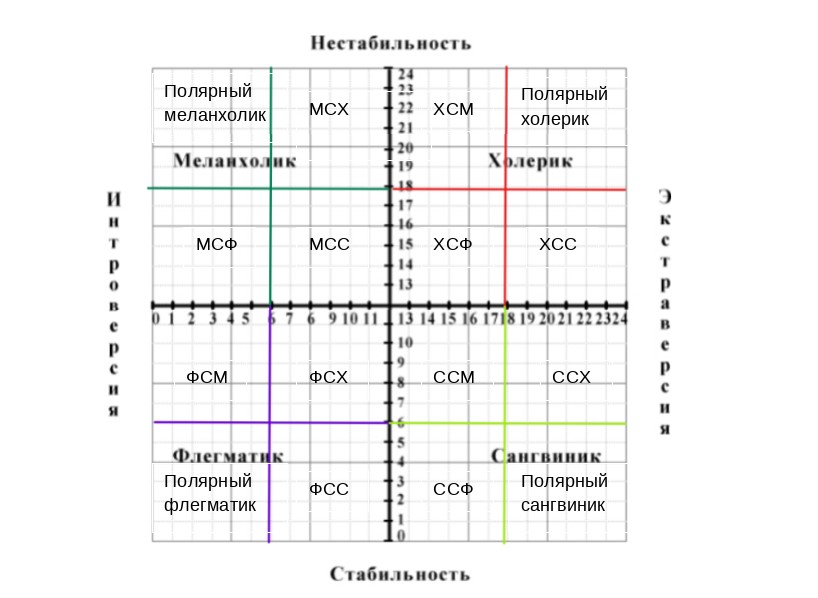 Нестабильность
Полярный
меланхолик
МСХ
ХСМ
Полярный
холерик
24
23
22
21
20
19
18
17
16
15
14
13
Меланхолик
Холерик
МСФ
МСС
ХСФ
ХСС
Интроверсия
Экстраверсия
0 1 2 3 4 5 6 7 6 9 10 11 13 14 15 16 17 18 19 20 21 22 23 24
10
9
8
7
6
5
4
3
2
1
0
ФСМ
ФСХ
ССМ
ССХ
Флегматик
Сангвиник
Полярный
флегматик
ФСС
ССФ
Полярный
сангвиник
Стабильность